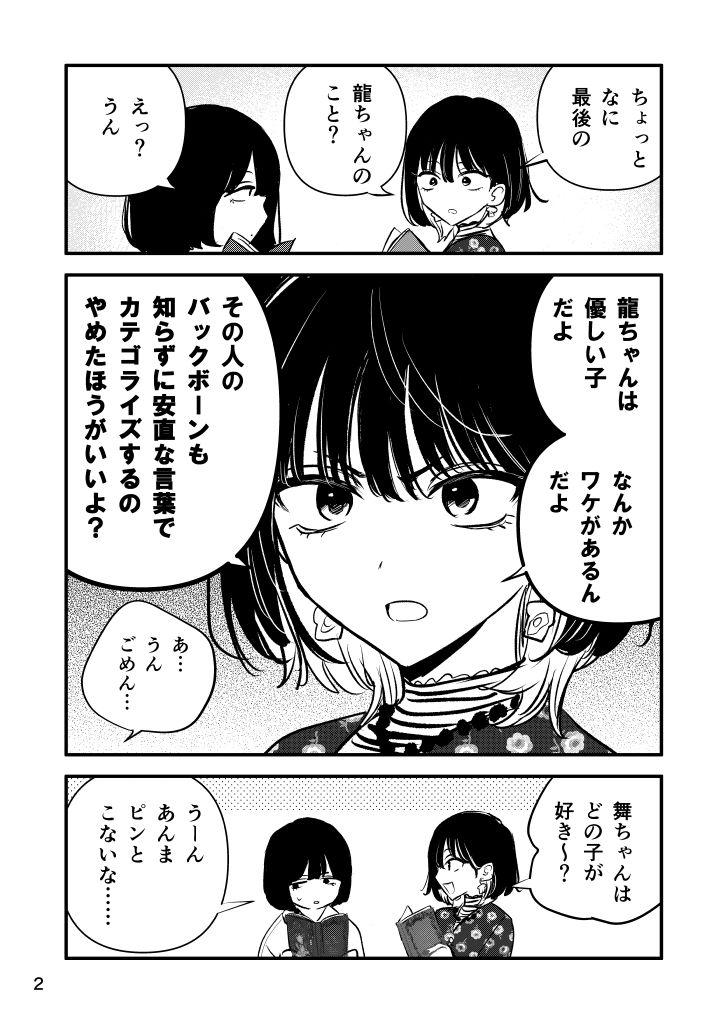 ちょっと
なに
最後の
龍ちゃんの
こと?
えっ?
うん
龍ちゃんは
優しい子
だよ
なんか
ワケがあるん
だよ
その人の
バックボーンも
知らずに安直な言葉で
カテゴライズするの
やめたほうがいいよ?
あ…
うん
ごめん…
舞ちゃんは
どの子が
好き〜?
うーん
あんま
ピンと
こないな……
2